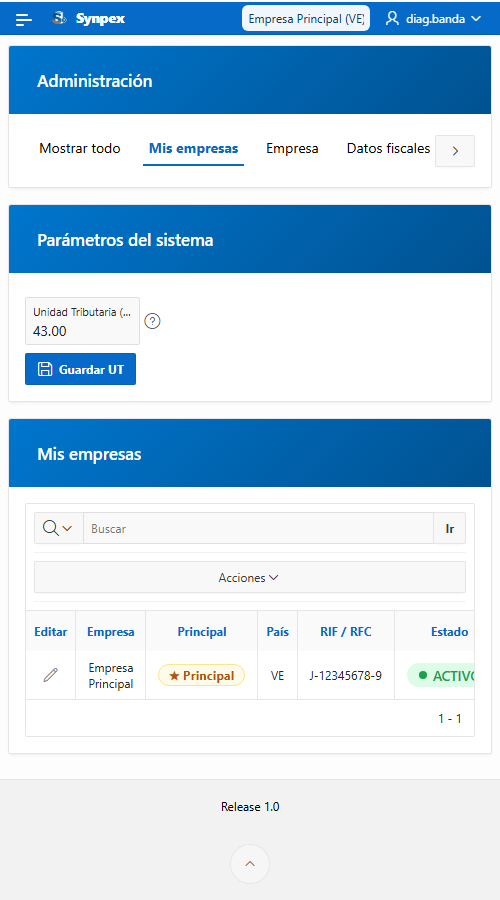 Synpex
Empresa Principal (VE)
diag.banda
Administración
Mostrar todo
Mis empresas
Empresa
Datos fiscales
Parámetros del sistema
Unidad Tributaria (...
43.00
?
Guardar UT
Mis empresas
Buscar
Ir
Acciones
Editar
Empresa
Principal
País
RIF / RFC
Estado
Empresa
Principal
★ Principal
VE
J-12345678-9
ACTIVO
1 - 1
Release 1.0